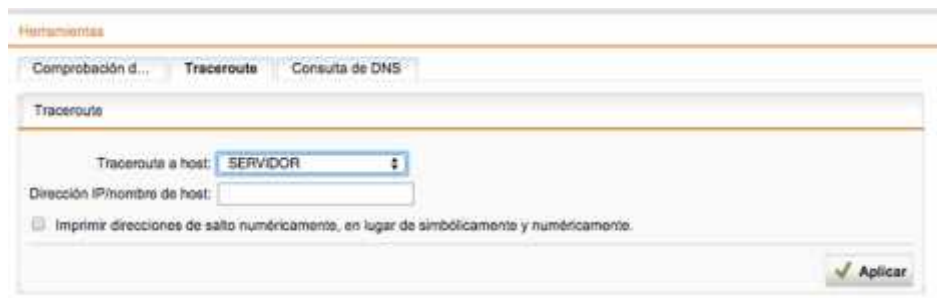 Herramientas
Comprobación d... Traceroute Consulta de DNS
Traceroute
Traceroute a host: SERVIDOR
Dirección IP/nombre de host:
Imprimir direcciones de salto numéricamente, en lugar de simbólicamente y numéricamente.
Aplicar